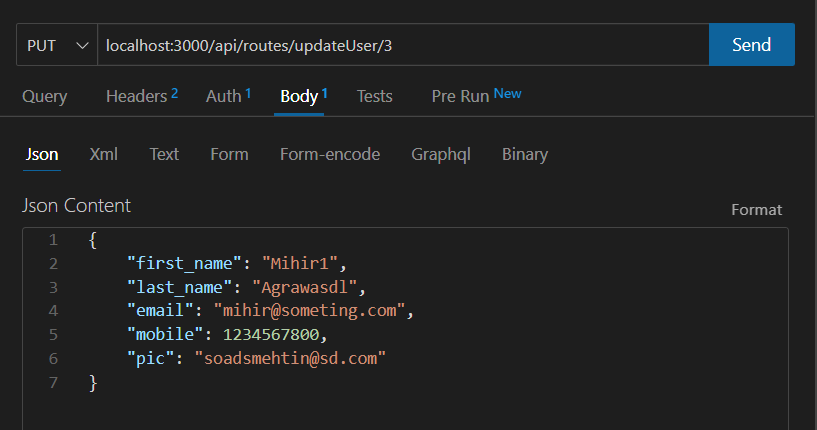 PUT localhost:3000/api/routes/updateUser/3 Send
Query Headers 2 Auth 1 Body 1 Tests Pre Run New
Json Xml Text Form Form-encode Graphql Binary
Json Content
Format
1 {
2 "first_name": "Mihir1",
3 "last_name": "Agrawasdl",
4 "email": "mihir@someting.com",
5 "mobile": 1234567800,
6 "pic": "soadsmehtin@sd.com"
7 }